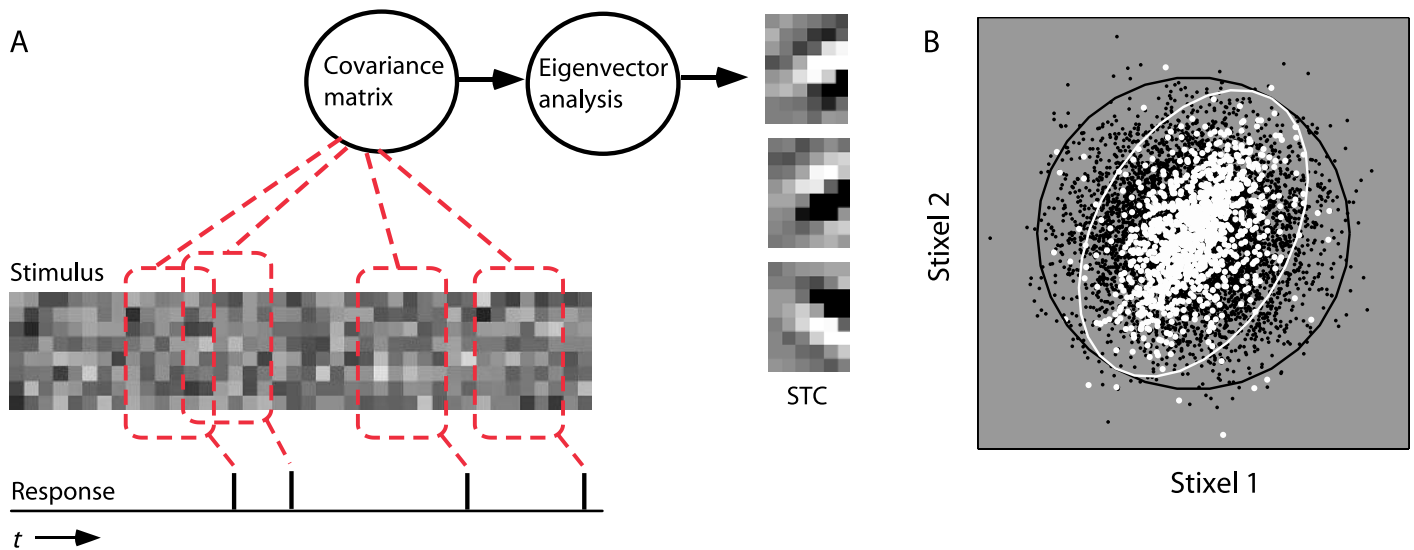 A
Covariance
matrix
Eigenvector
analysis
Stimulus
STC
Response
t
B
Stixel 2
Stixel 1